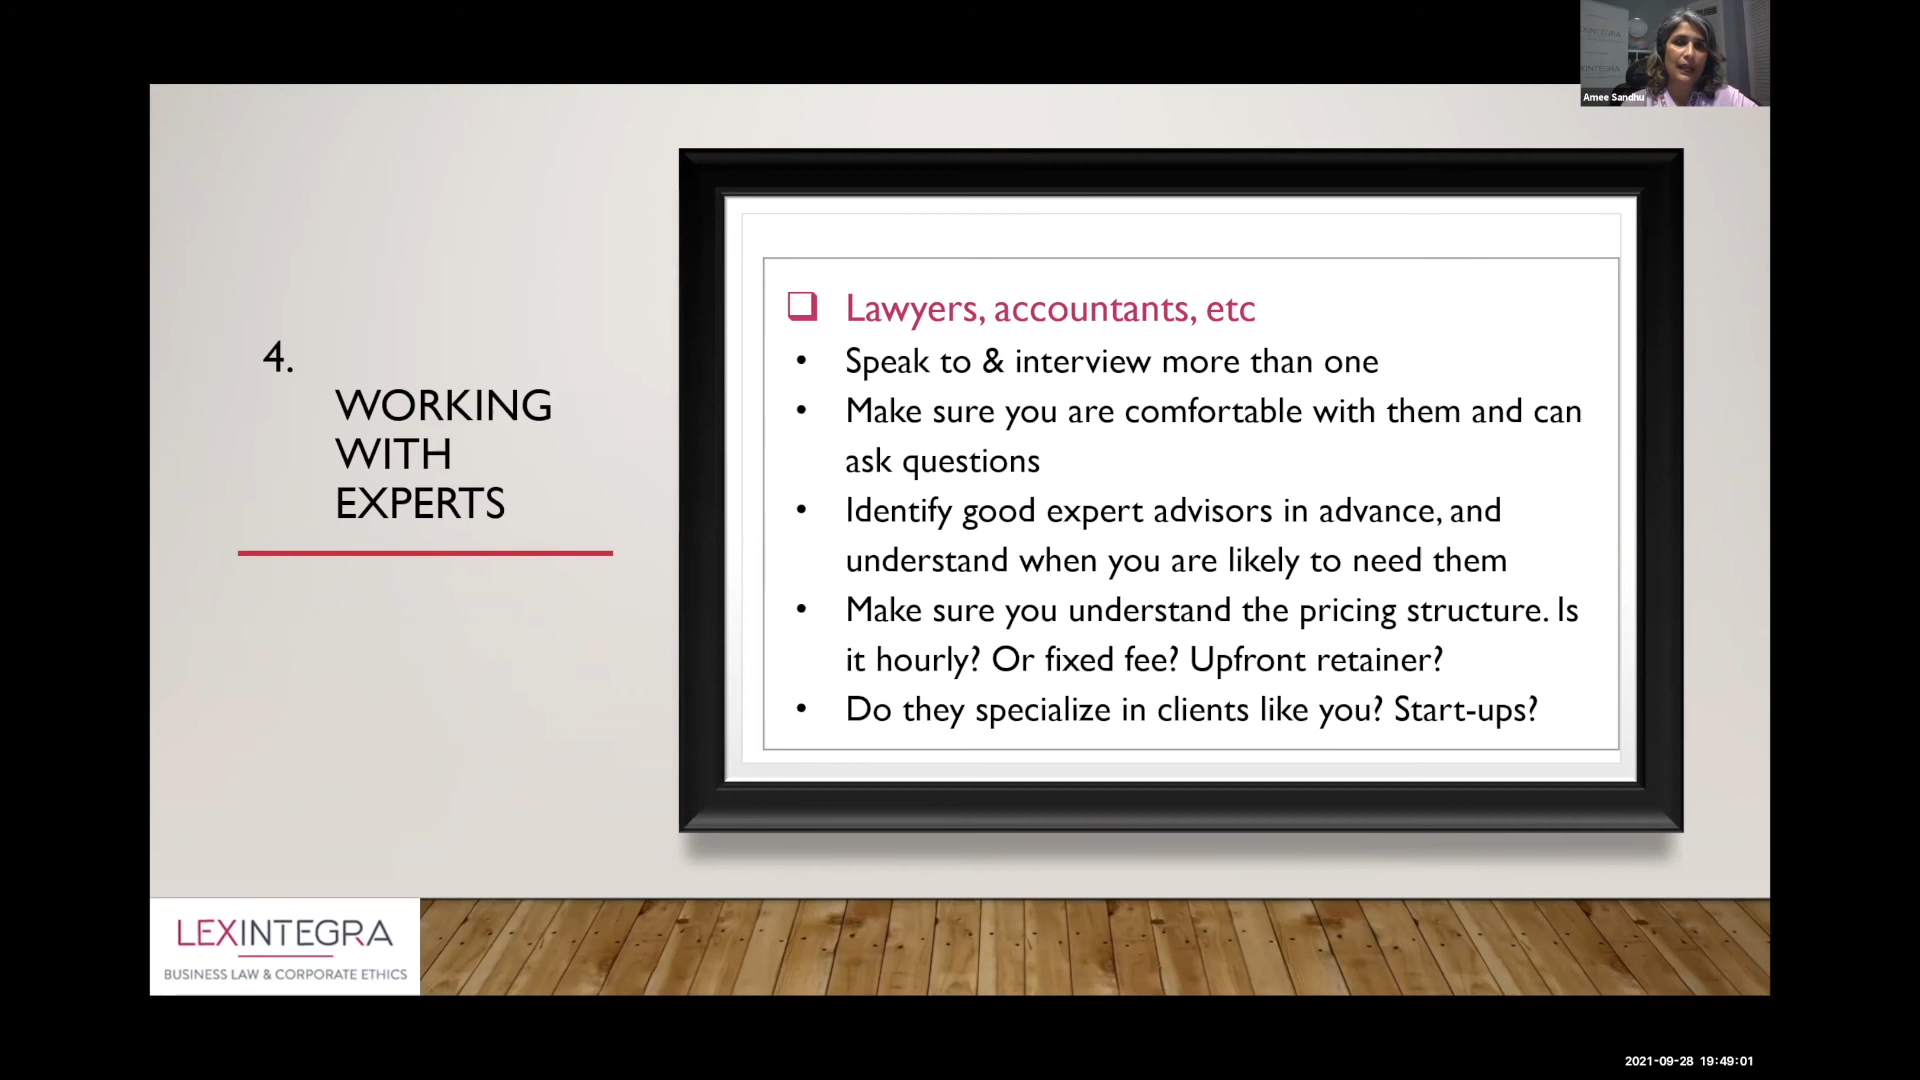 Amee Sandhu
4.
WORKING
WITH
EXPERTS
❑ Lawyers, accountants, etc
• Speak to & interview more than one
• Make sure you are comfortable with them and can
ask questions
• Identify good expert advisors in advance, and
understand when you are likely to need them
• Make sure you understand the pricing structure. Is
it hourly? Or fixed fee? Upfront retainer?
• Do they specialize in clients like you? Start-ups?
LEXINTEGRA
BUSINESS LAW & CORPORATE ETHICS
2021-09-28 19:49:01